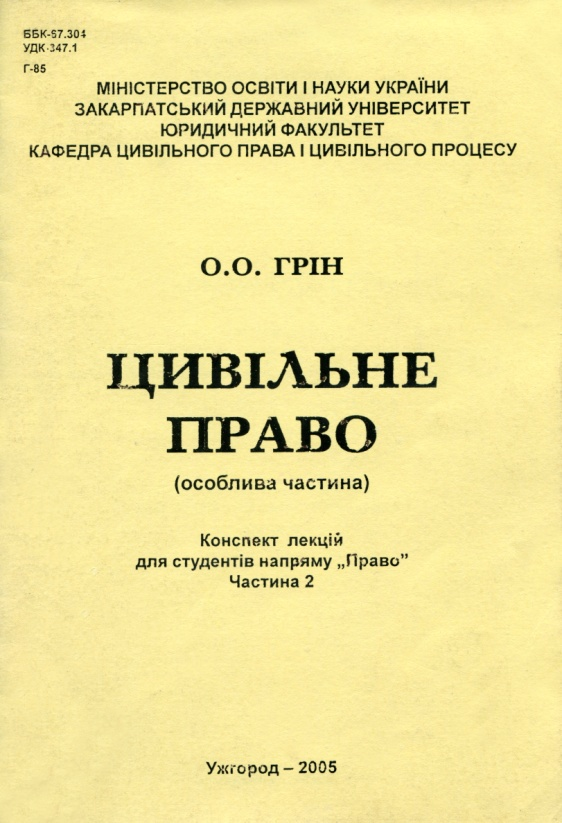 ББК-67.304
УДК-347.1
Г-85
МІНІСТЕРСТВО ОСВІТИ І НАУКИ УКРАЇНИ
ЗАКАРПАТСЬКИЙ ДЕРЖАВНИЙ УНІВЕРСИТЕТ
ЮРИДИЧНИЙ ФАКУЛЬТЕТ
КАФЕДРА ЦИВІЛЬНОГО ПРАВА І ЦИВІЛЬНОГО ПРОЦЕСУ
О.О. ГРІН
ЦИВІЛЬНЕ
ПРАВО
(особлива частина)
Конспект лекцій
для студентів напряму „Право”
Частина 2
Ужгород – 2005